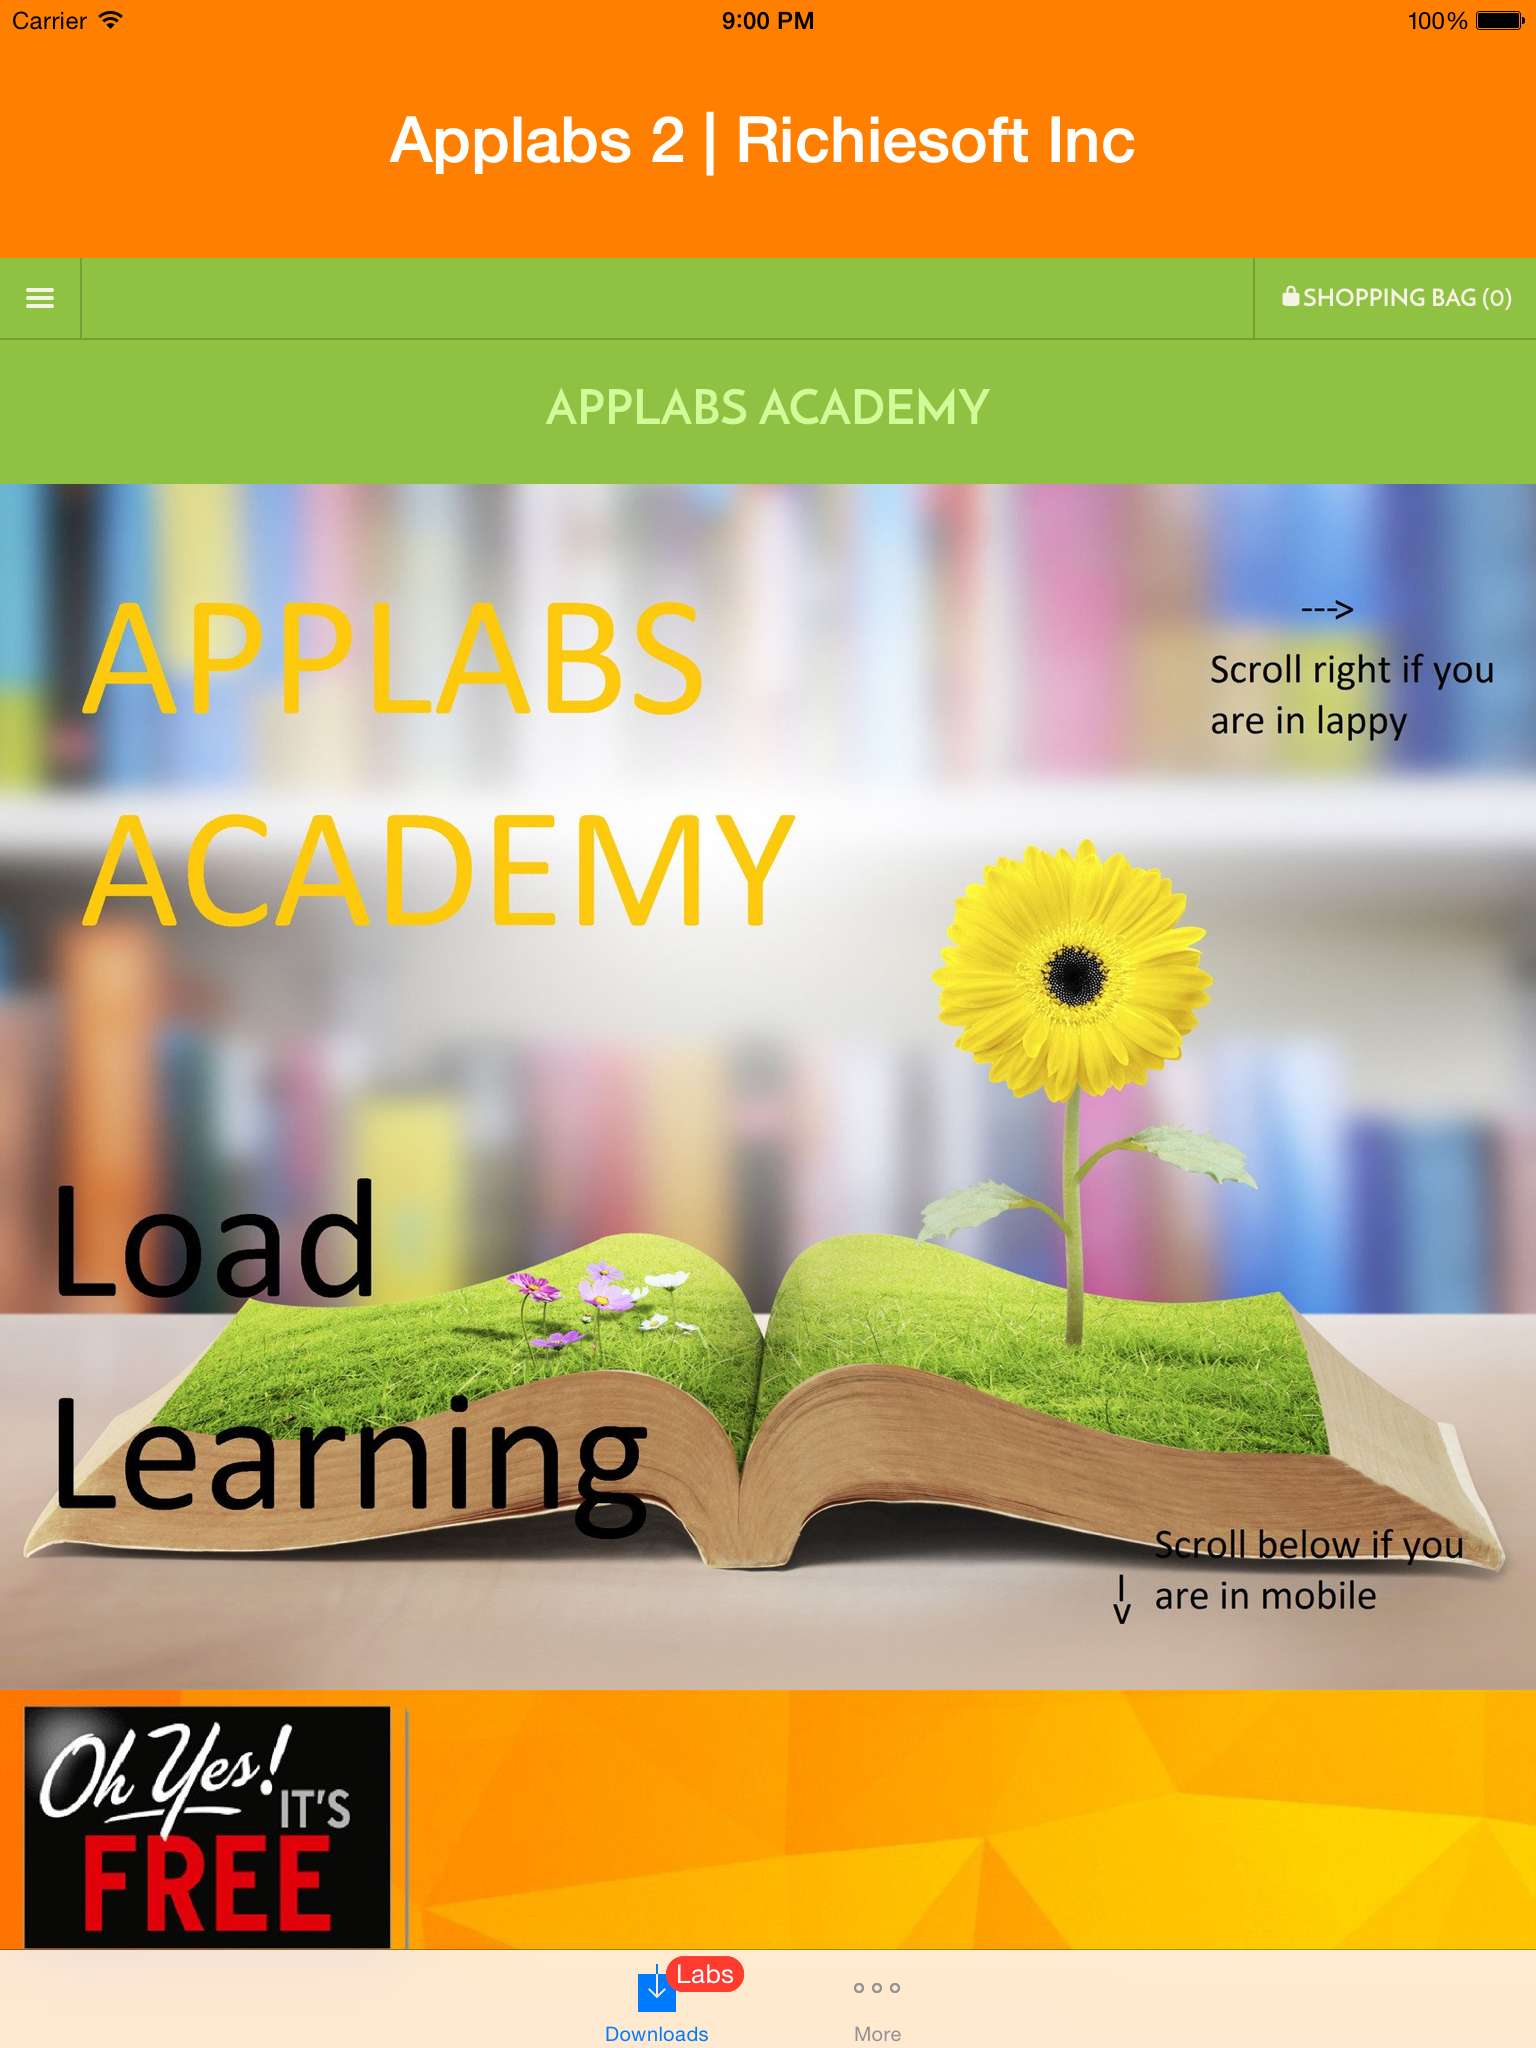 Carrier
9:00 PM
100%
Applabs 2 | Richiesoft Inc
SHOPPING BAG (0)
APPLABS ACADEMY
APPLABS
ACADEMY
--->
Scroll right if you
are in lappy
Load
Learning
Scroll below if you
are in mobile
Oh Yes!
IT'S
FREE
Labs
Downloads
More